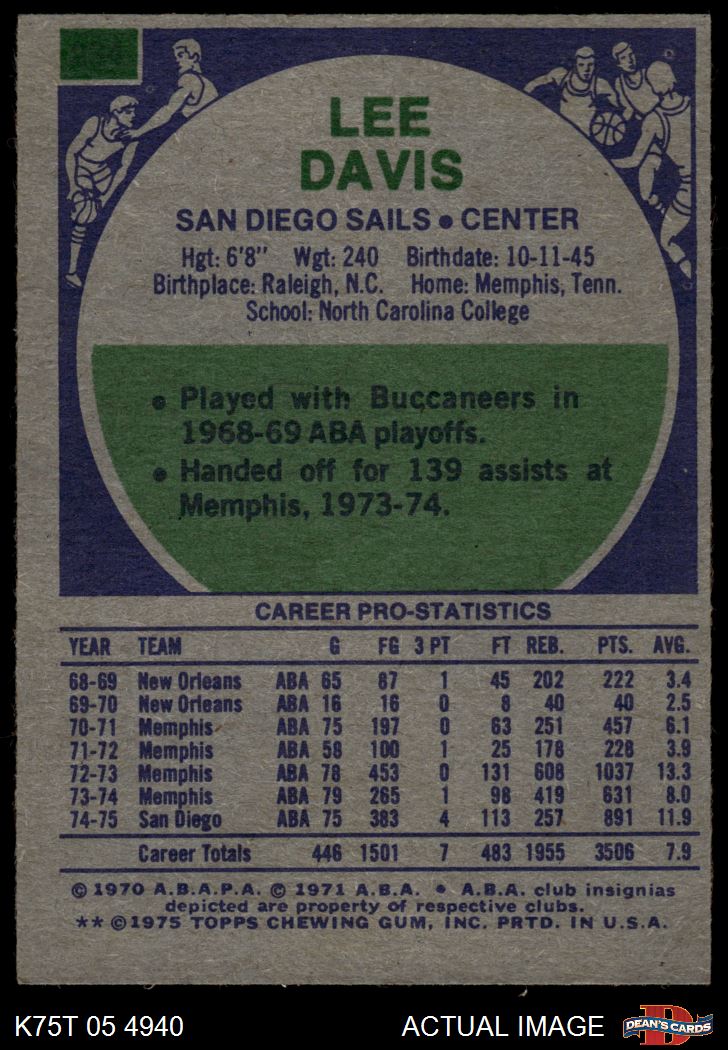 LEE
DAVIS
SAN DIEGO SAILS • CENTER
Hgt: 6'8" Wgt: 240 Birthdate: 10-11-45
Birthplace: Raleigh, N.C. Home: Memphis, Tenn.
School: North Carolina College
• Played with Buccaneers in
1968-69 ABA playoffs.
• Handed off for 139 assists at
Memphis, 1973-74.
CAREER PRO-STATISTICS
YEAR TEAM G FG 3 PT FT REB. PTS. AVG.
68-69 New Orleans ABA 65 87 1 45 202 222 3.4
69-70 New Orleans ABA 16 16 0 8 40 40 2.5
70-71 Memphis ABA 75 197 0 63 251 457 6.1
71-72 Memphis ABA 58 100 1 25 178 228 3.9
72-73 Memphis ABA 78 453 0 131 608 1037 13.3
73-74 Memphis ABA 79 265 1 98 419 631 8.0
74-75 San Diego ABA 75 383 4 113 257 891 11.9
Career Totals 446 1501 7 483 1955 3506 7.9
© 1970 A.B.A.P.A. © 1971 A.B.A. • A.B.A. club insignias
depicted are property of respective clubs.
** © 1975 TOPPS CHEWING GUM, INC. PRTD. IN U.S.A.
K75T 05 4940 ACTUAL IMAGE
D
DEAN'S CARDS